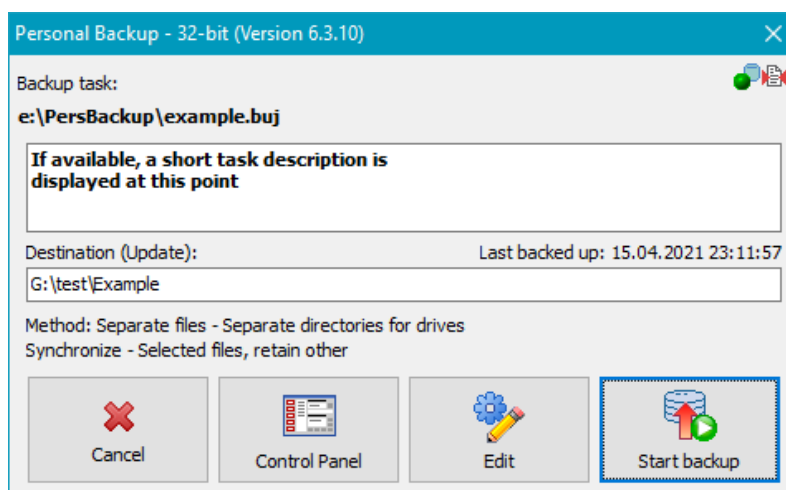 Personal Backup - 32-bit (Version 6.3.10)
Backup task:
e:\PersBackup\example.buj
If available, a short task description is
displayed at this point
Destination (Update): Last backed up: 15.04.2021 23:11:57
G:\test\Example
Method: Separate files - Separate directories for drives
Synchronize - Selected files, retain other
Cancel Control Panel Edit Start backup